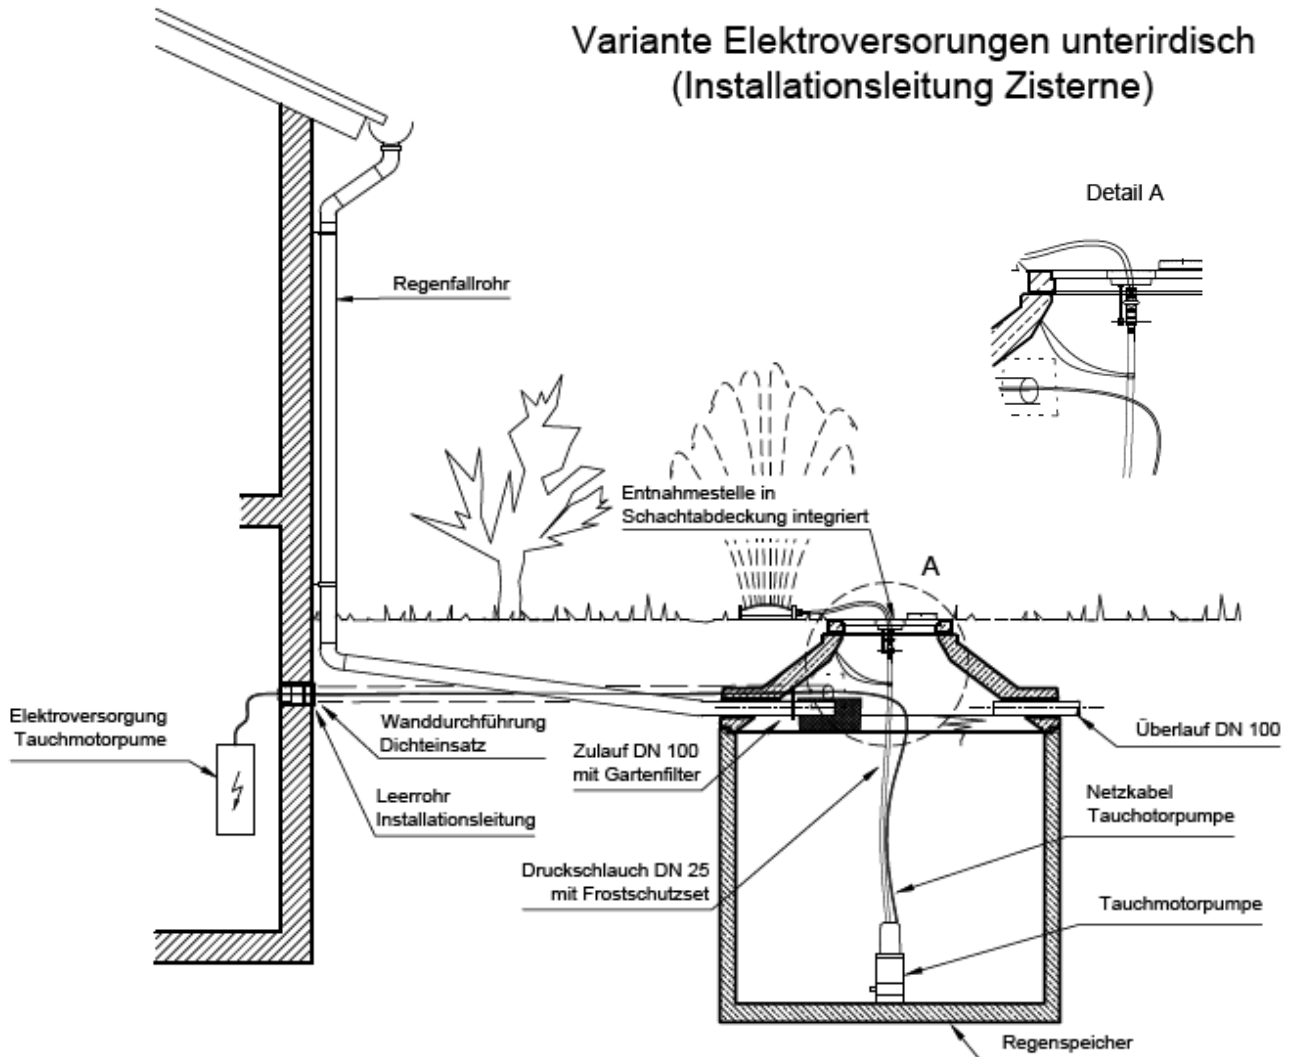 Variante Elektroversorungen unterirdisch
(Installationsleitung Zisterne)
Detail A
Regenfallrohr
Entnahmestelle in
Schachtabdeckung integriert
A
Elektroversorgung
Tauchmotorpume
Wanddurchführung
Dichteinsatz
Leerrohr
Installationsleitung
Zulauf DN 100
mit Gartenfilter
Überlauf DN 100
Netzkabel
Tauchotorpumpe
Druckschlauch DN 25
mit Frostschutzset
Tauchmotorpumpe
Regenspeicher